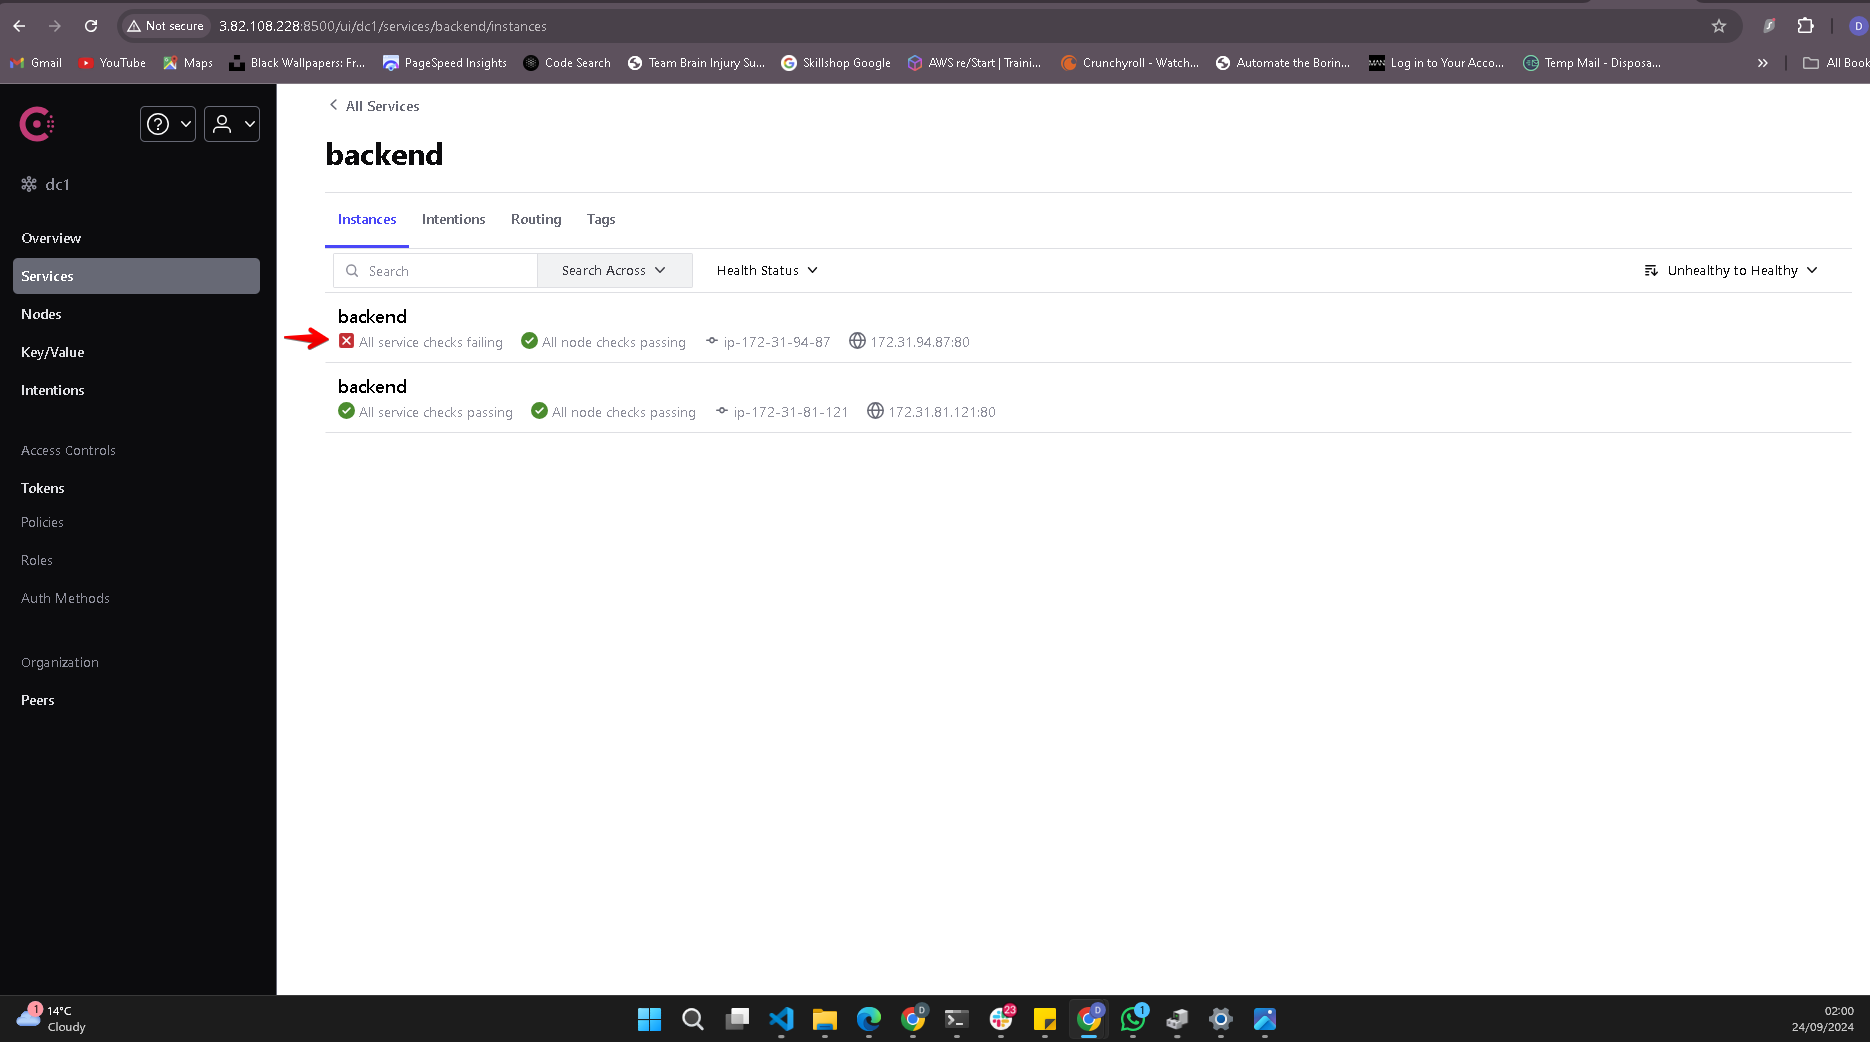 Not secure 3.82.108.228:8500/ui/dc1/services/backend/instances D
Gmail YouTube Maps Black Wallpapers: Fr... PageSpeed Insights Code Search Team Brain Injury Su... Skillshop Google AWS re/Start | Traini... Crunchyroll - Watch... Automate the Borin... Log in to Your Acco... Temp Mail - Disposa... » All Book
dc1
Overview
Services
Nodes
Key/Value
Intentions
Access Controls
Tokens
Policies
Roles
Auth Methods
Organization
Peers
All Services
backend
Instances Intentions Routing Tags
Search Search Across Health Status Unhealthy to Healthy
backend
All service checks failing All node checks passing ip-172-31-94-87 172.31.94.87:80
backend
All service checks passing All node checks passing ip-172-31-81-121 172.31.81.121:80
1 14°C
Cloudy
D 23 D 1
02:00
24/09/2024